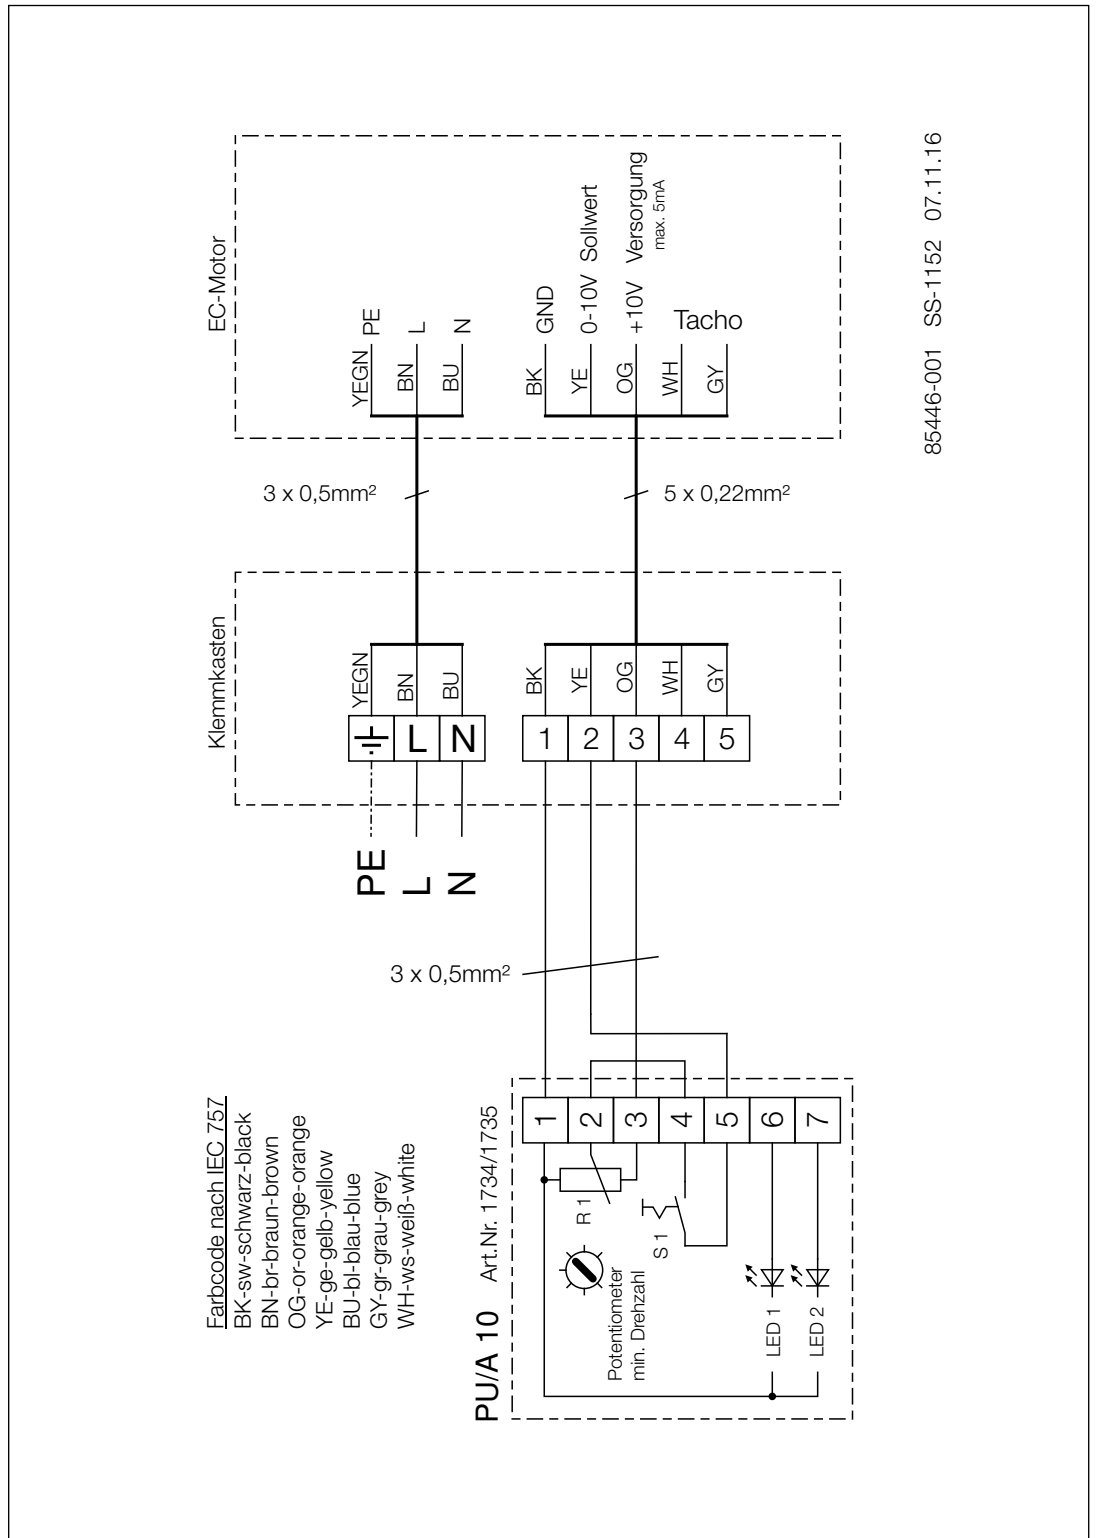 Farbcode nach IEC 757
BK-sw-schwarz-black
BN-br-braun-brown
OG-or-orange-orange
YE-ge-gelb-yellow
BU-bl-blau-blue
GY-gr-grau-grey
WH-ws-weiß-white
PE
L
N
Klemmkasten
L
N
YEGN
BN
BU
3 x 0,5mm²
EC-Motor
YEGN
BN
BU
PE
L
N
PU/A 10 Art.Nr. 1734/1735
R 1
Potentiometer
min. Drehzahl
S 1
LED 1
LED 2
1
2
3
4
5
6
7
3 x 0,5mm²
1
2
3
4
5
BK
YE
OG
WH
GY
5 x 0,22mm²
BK
YE
OG
WH
GY
GND
0-10V Sollwert
+10V Versorgung
max. 5mA
Tacho
85446-001 SS-1152 07.11.16